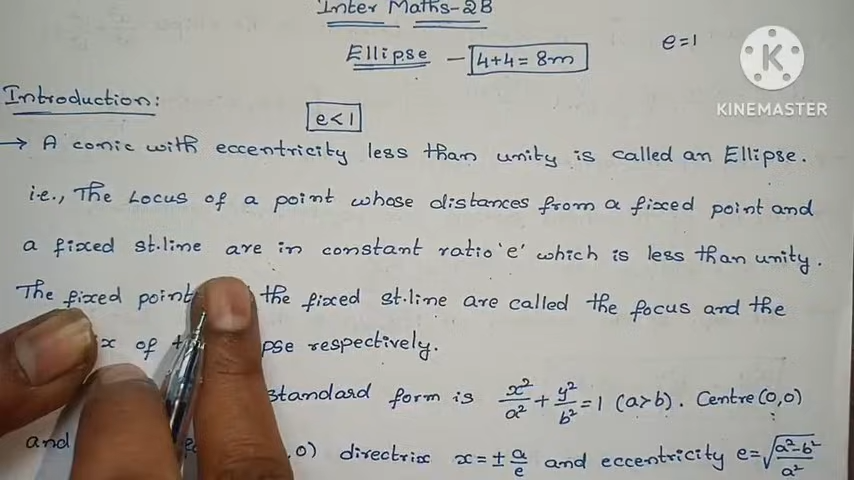 Inter Maths-2B
Ellipse - 4+4=8m
e=1
KINEMASTER
Introduction:
e<1
→ A conic with eccentricity less than unity is called an Ellipse.
i.e., The Locus of a point whose distances from a fixed point and
a fixed st.line are in constant ratio 'e' which is less than unity.
The fixed point the fixed st.line are called the focus and the
x of pse respectively.
standard form is x²/a² + y²/b² = 1 (a>b). Centre (0,0)
and ,0) directrix x=± a/e and eccentricity e=√(a²-b²/a²)